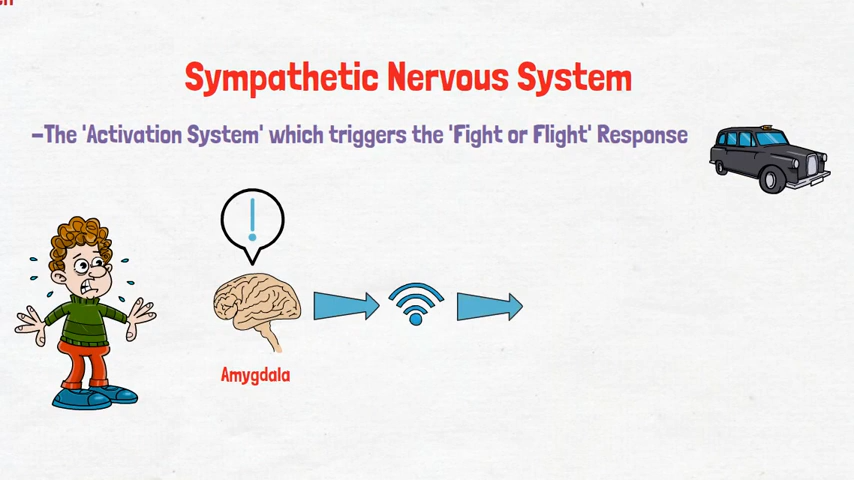 Sympathetic Nervous System
-The 'Activation System' which triggers the 'Fight or Flight' Response
!
Amygdala